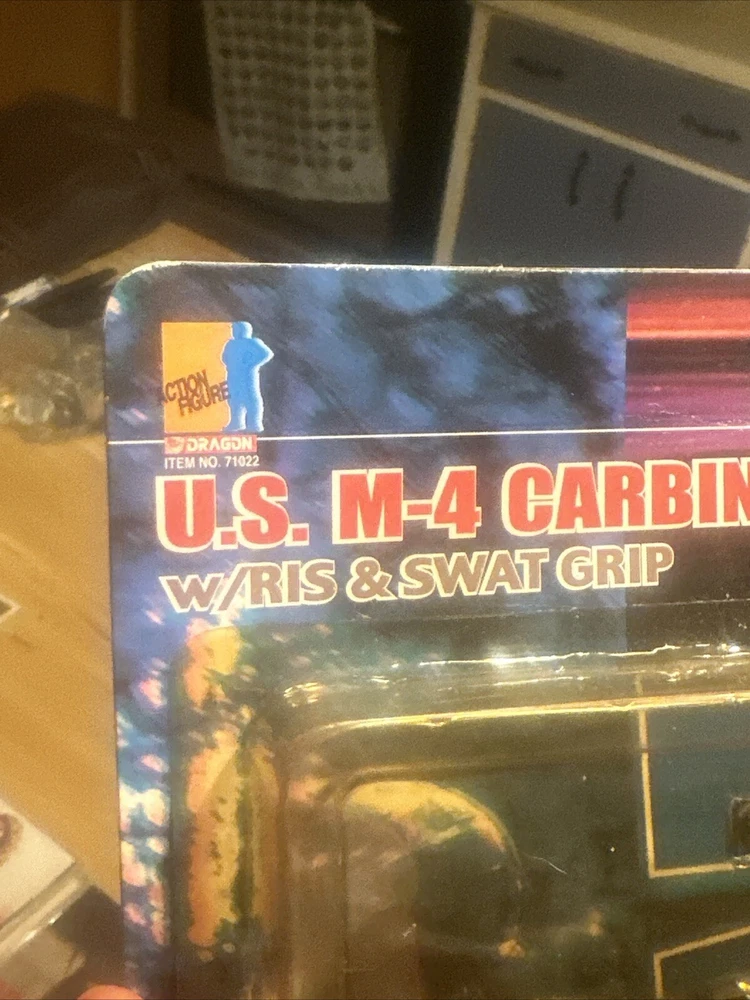 ACTION
FIGURE
DRAGON
ITEM NO. 71022
U.S. M-4 CARBIN
W/RIS & SWAT GRIP